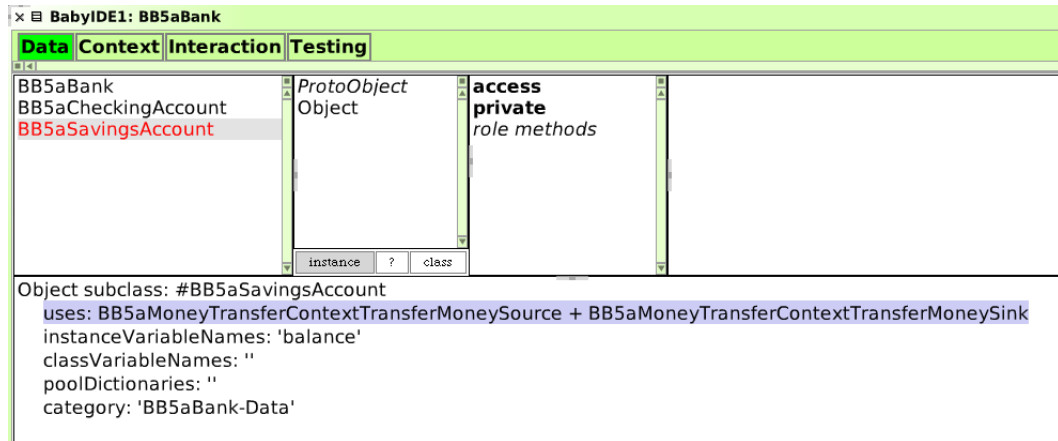 BabyIDE1: BB5aBank
Data Context Interaction Testing
BB5aBank
BB5aCheckingAccount
BB5aSavingsAccount
ProtoObject
Object
instance ? class
access
private
role methods
Object subclass: #BB5aSavingsAccount
uses: BB5aMoneyTransferContextTransferMoneySource + BB5aMoneyTransferContextTransferMoneySink
instanceVariableNames: 'balance'
classVariableNames: ''
poolDictionaries: ''
category: 'BB5aBank-Data'